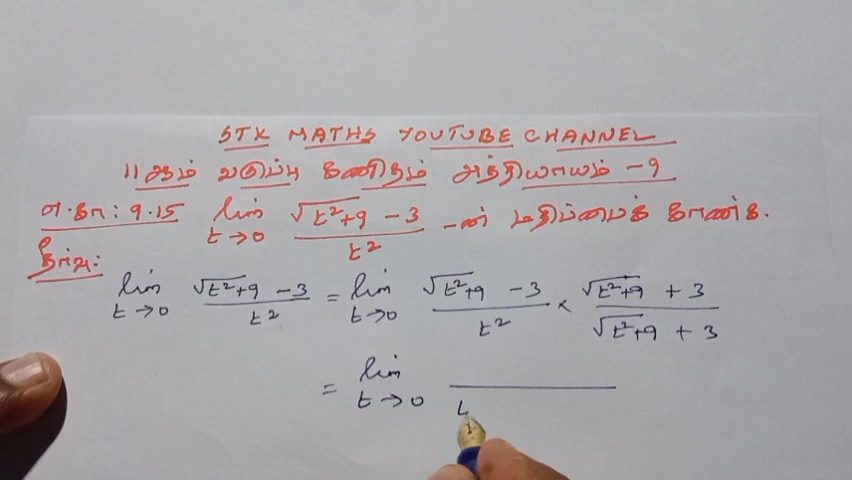 STK MATHS YOUTUBE CHANNEL
11 ஆம் வகுப்பு கணிதம் அத்தியாயம் - 9
எ.கா : 9.15 lim t→0 (√t²+9 - 3)/t² -ன் மதிப்பைக் காண்க.
தீர்வு:
lim t→0 (√t²+9 - 3)/t² = lim t→0 (√t²+9 - 3)/t² × (√t²+9 + 3)/(√t²+9 + 3)
= lim t→0